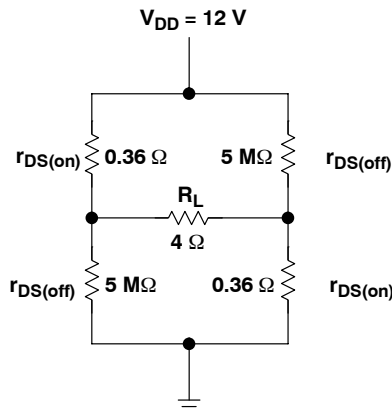 V_DD = 12 V
r_DS(on) 0.36 Ω 5 MΩ r_DS(off)
R_L
4 Ω
r_DS(off) 5 MΩ 0.36 Ω r_DS(on)